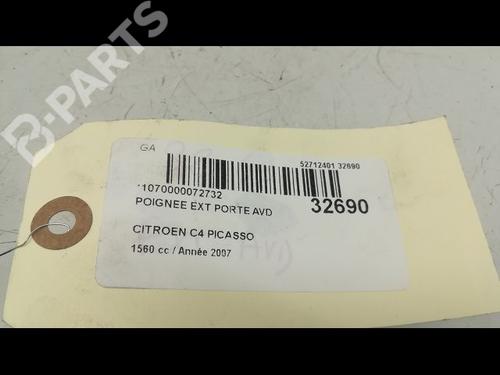 B-PARTS
GA
52712401 32690
*1070000072732
POIGNEE EXT PORTE AVD
32690
CITROEN C4 PICASSO
1560 cc / Année 2007